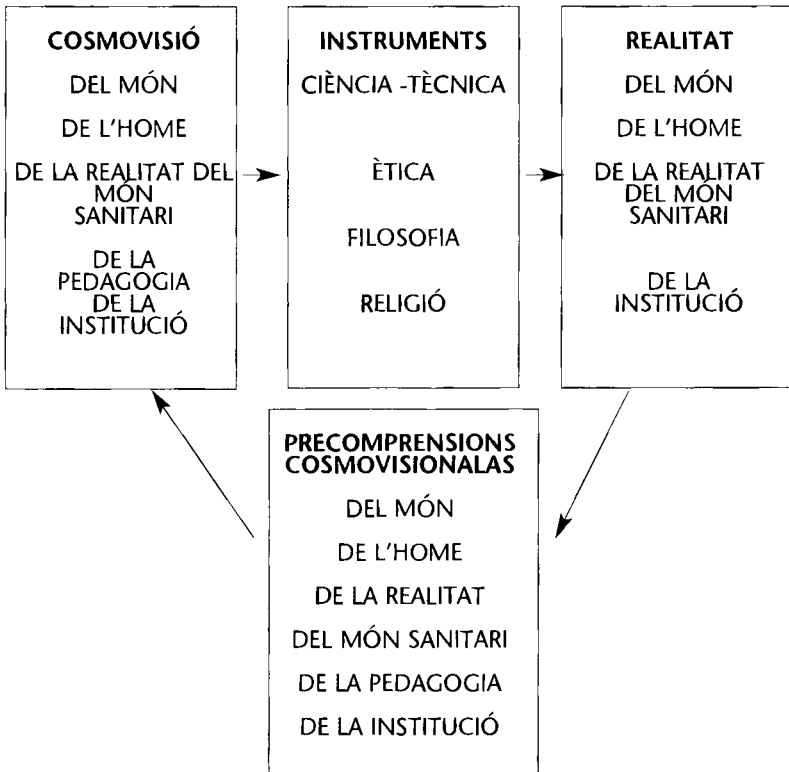 COSMOVISIÓ
DEL MÓN
DE L'HOME
DE LA REALITAT DEL
MÓN
SANITARI
DE LA
PEDAGOGIA
DE LA
INSTITUCIÓ
INSTRUMENTS
CIÈNCIA -TÈCNICA
ÈTICA
FILOSOFIA
RELIGIÓ
REALITAT
DEL MÓN
DE L'HOME
DE LA REALITAT
DEL MÓN
SANITARI
DE LA
INSTITUCIÓ
PRECOMPRENSIONS
COSMOVISIONALAS
DEL MÓN
DE L'HOME
DE LA REALITAT
DEL MÓN SANITARI
DE LA PEDAGOGIA
DE LA INSTITUCIÓ